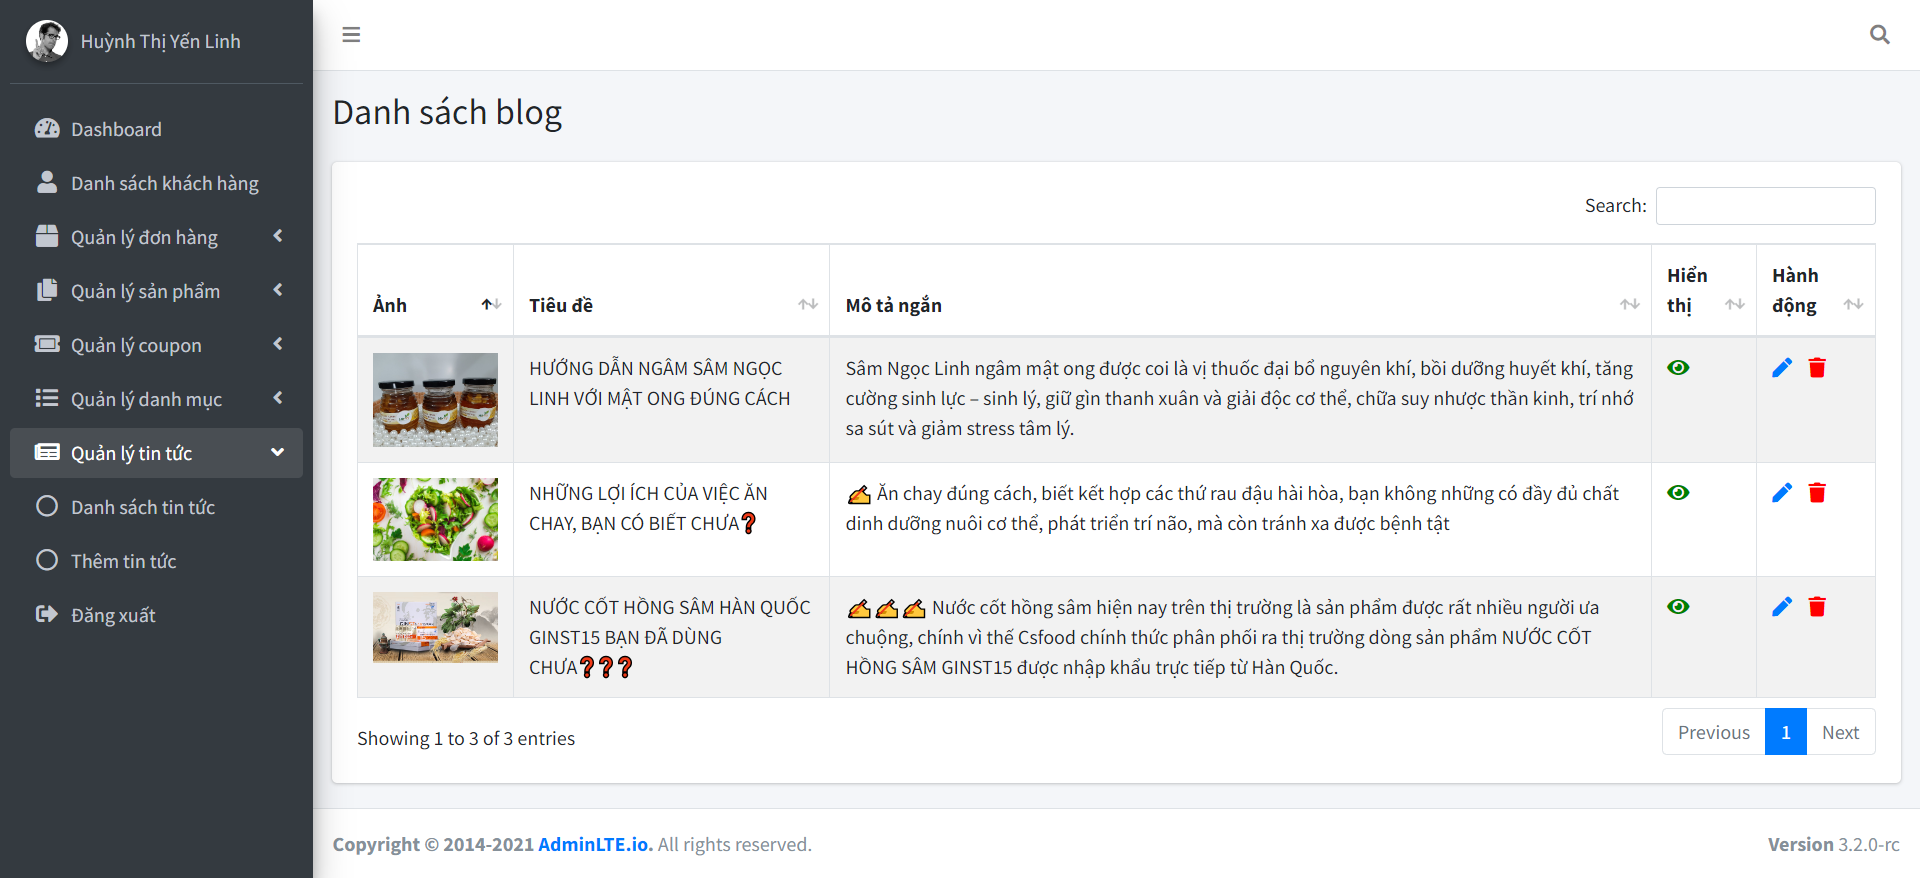 Huỳnh Thị Yến Linh
Dashboard
Danh sách khách hàng
Quản lý đơn hàng
Quản lý sản phẩm
Quản lý coupon
Quản lý danh mục
Quản lý tin tức
Danh sách tin tức
Thêm tin tức
Đăng xuất
Danh sách blog
Search:
Ảnh
Tiêu đề
Mô tả ngắn
Hiển
thị
Hành
động
HƯỚNG DẪN NGÂM SÂM NGỌC
LINH VỚI MẬT ONG ĐÚNG CÁCH
Sâm Ngọc Linh ngâm mật ong được coi là vị thuốc đại bổ nguyên khí, bồi dưỡng huyết khí, tăng
cường sinh lực – sinh lý, giữ gìn thanh xuân và giải độc cơ thể, chữa suy nhược thần kinh, trí nhớ
sa sút và giảm stress tâm lý.
NHỮNG LỢI ÍCH CỦA VIỆC ĂN
CHAY, BẠN CÓ BIẾT CHƯA❓
✍ Ăn chay đúng cách, biết kết hợp các thứ rau đậu hài hòa, bạn không những có đầy đủ chất
dinh dưỡng nuôi cơ thể, phát triển trí não, mà còn tránh xa được bệnh tật
NƯỚC CỐT HỒNG SÂM HÀN QUỐC
GINST15 BẠN ĐÃ DÙNG
CHƯA❓❓❓
✍✍✍ Nước cốt hồng sâm hiện nay trên thị trường là sản phẩm được rất nhiều người ưa
chuộng, chính vì thế Csfood chính thức phân phối ra thị trường dòng sản phẩm NƯỚC CỐT
HỒNG SÂM GINST15 được nhập khẩu trực tiếp từ Hàn Quốc.
Showing 1 to 3 of 3 entries
Previous 1 Next
Copyright © 2014-2021 AdminLTE.io. All rights reserved.
Version 3.2.0-rc